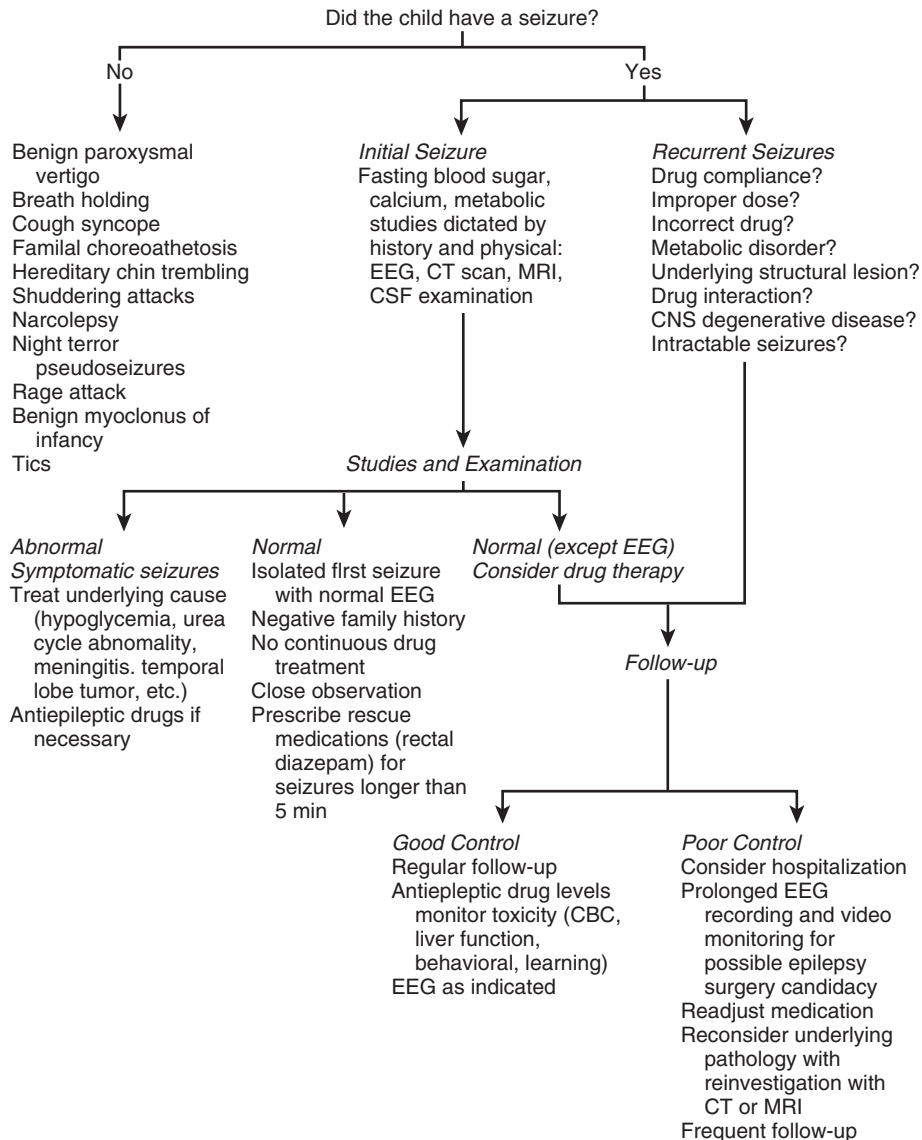 Did the child have a seizure?
No
Yes
Benign paroxysmal
vertigo
Breath holding
Cough syncope
Familal choreoathetosis
Hereditary chin trembling
Shuddering attacks
Narcolepsy
Night terror
pseudoseizures
Rage attack
Benign myoclonus of
infancy
Tics
Initial Seizure
Fasting blood sugar,
calcium, metabolic
studies dictated by
history and physical:
EEG, CT scan, MRI,
CSF examination
Recurrent Seizures
Drug compliance?
Improper dose?
Incorrect drug?
Metabolic disorder?
Underlying structural lesion?
Drug interaction?
CNS degenerative disease?
Intractable seizures?
Studies and Examination
Abnormal
Symptomatic seizures
Treat underlying cause
(hypoglycemia, urea
cycle abnomality,
meningitis. temporal
lobe tumor, etc.)
Antiepileptic drugs if
necessary
Normal
Isolated flrst seizure
with normal EEG
Negative family history
No continuous drug
treatment
Close observation
Prescribe rescue
medications (rectal
diazepam) for
seizures longer than
5 min
Normal (except EEG)
Consider drug therapy
Follow-up
Good Control
Regular follow-up
Antiepleptic drug levels
monitor toxicity (CBC,
liver function,
behavioral, learning)
EEG as indicated
Poor Control
Consider hospitalization
Prolonged EEG
recording and video
monitoring for
possible epilepsy
surgery candidacy
Readjust medication
Reconsider underlying
pathology with
reinvestigation with
CT or MRI
Frequent follow-up